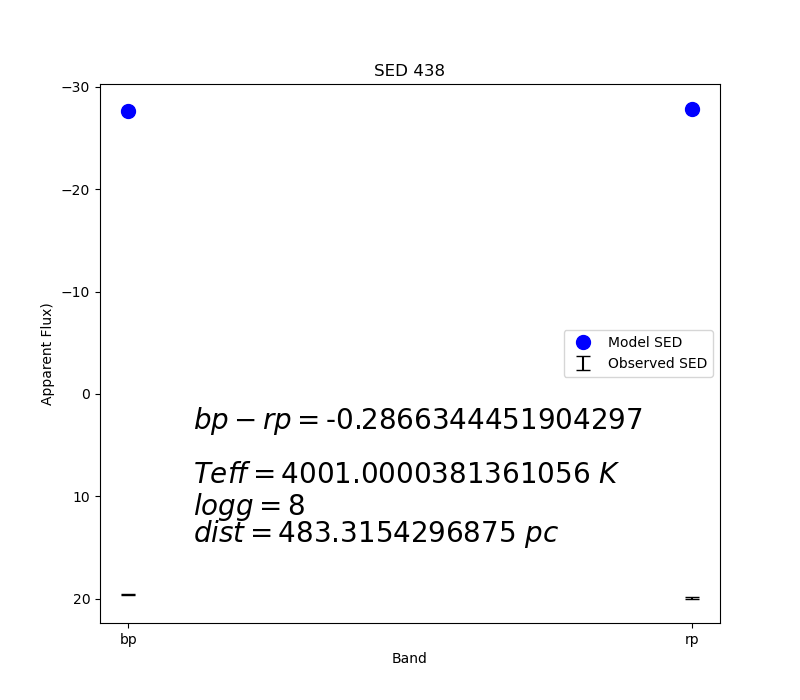 SED 438
−30
−20
−10
0
10
20
Apparent Flux)
Model SED
Observed SED
bp − rp = -0.2866344451904297
Teff = 4001.0000381361056 K
logg = 8
dist = 483.3154296875 pc
bp
rp
Band